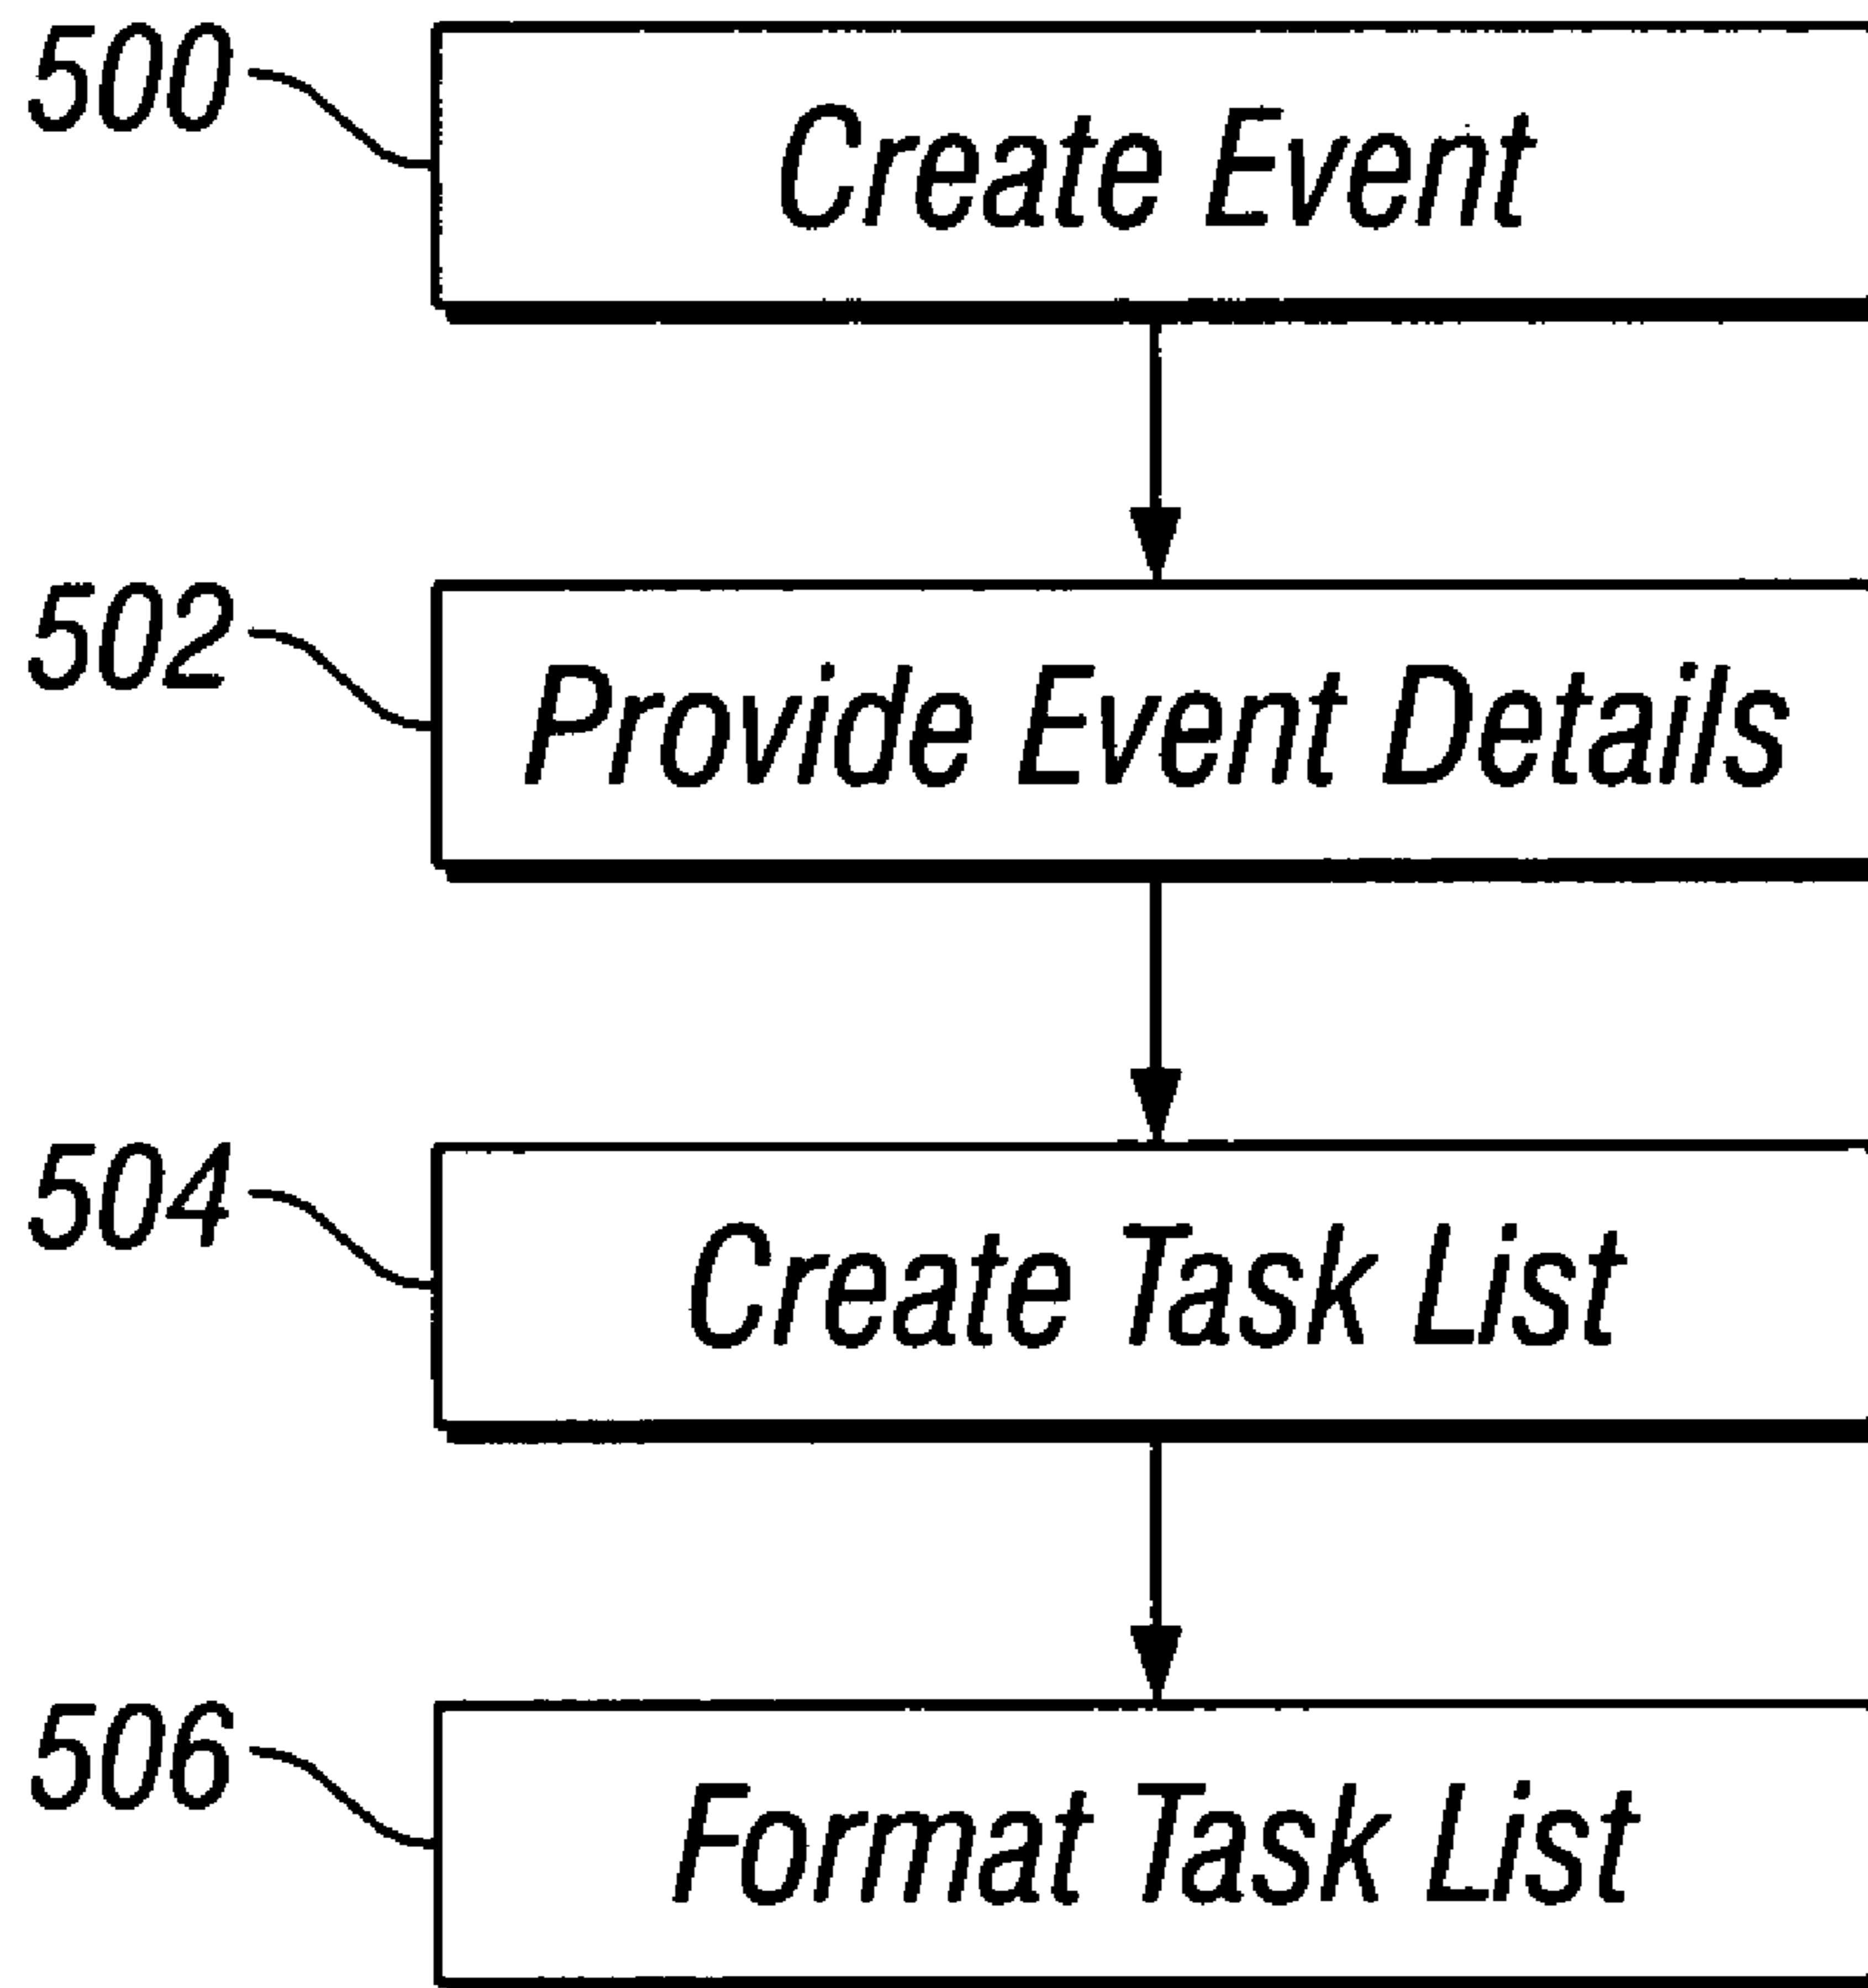 500
Create Event
502
Provide Event Details
504
Create Task List
506
Format Task List